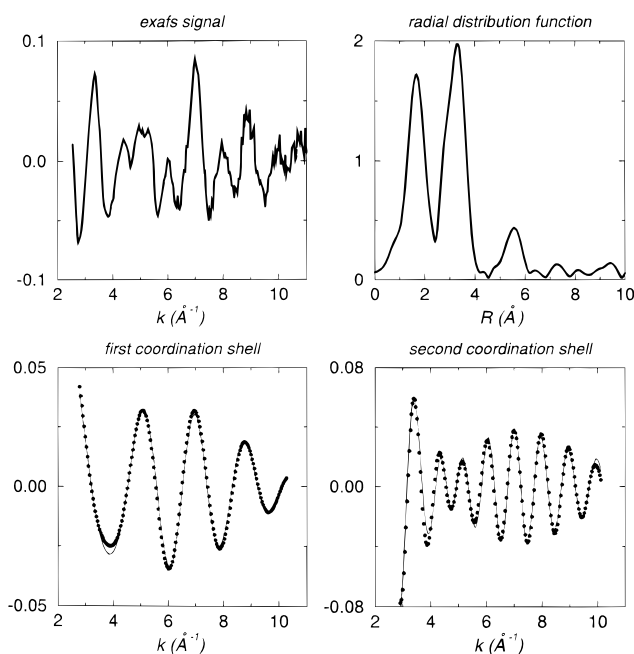 exafs signal
0.1
0.0
-0.1
2 4 6 8 10
k (Å⁻¹)
radial distribution function
2
1
0
0 2 4 6 8 10
R (Å)
first coordination shell
0.05
0.00
-0.05
2 4 6 8 10
k (Å⁻¹)
second coordination shell
0.08
0.00
-0.08
2 4 6 8 10
k (Å⁻¹)